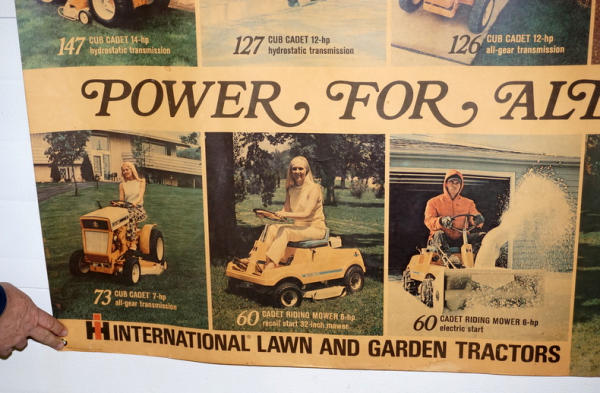 147 CUB CADET 14-hp
hydrostatic transmission
127 CUB CADET 12-hp
hydrostatic transmission
126 CUB CADET 12-hp
all-gear transmission
POWER FOR ALL
73 CUB CADET 7-hp
all-gear transmission
60 CADET RIDING MOWER 6-hp
recoil start 32-inch mower
60 CADET RIDING MOWER 6-hp
electric start
IH INTERNATIONAL® LAWN AND GARDEN TRACTORS